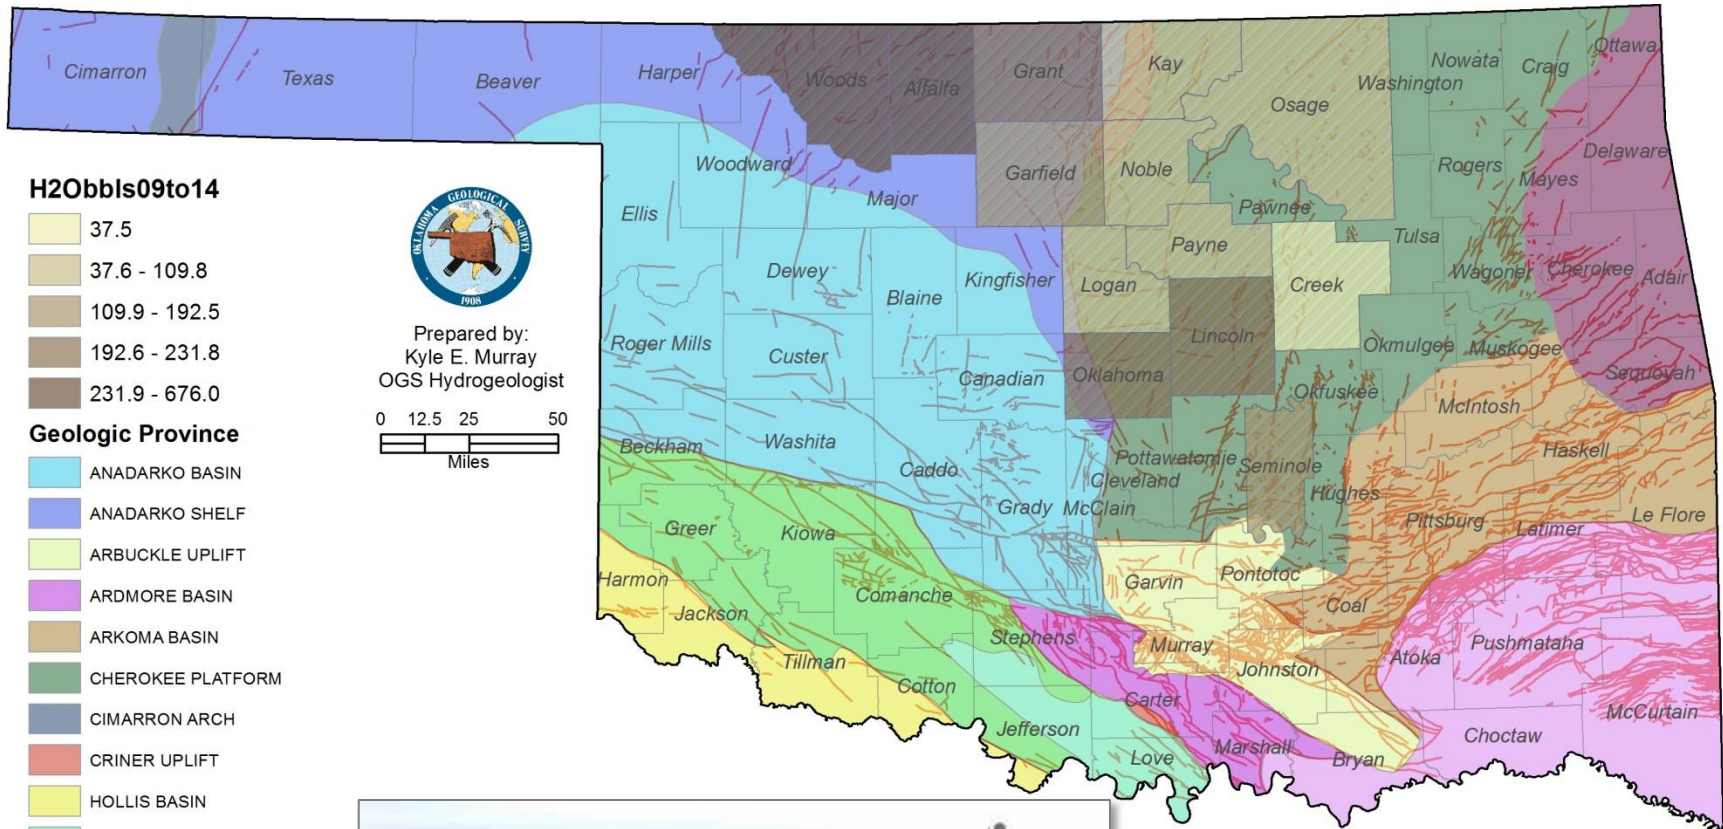 H2Obbls09to14
37.5
37.6 - 109.8
109.9 - 192.5
192.6 - 231.8
231.9 - 676.0
Geologic Province
ANADARKO BASIN
ANADARKO SHELF
ARBUCKLE UPLIFT
ARDMORE BASIN
ARKOMA BASIN
CHEROKEE PLATFORM
CIMARRON ARCH
CRINER UPLIFT
HOLLIS BASIN
OKLAHOMA GEOLOGICAL SURVEY
1908
Prepared by:
Kyle E. Murray
OGS Hydrogeologist
0 12.5 25 50
Miles
Cimarron
Texas
Beaver
Harper
Woods
Alfalfa
Grant
Kay
Osage
Washington
Nowata
Craig
Ottawa
Woodward
Ellis
Major
Garfield
Noble
Pawnee
Rogers
Mayes
Delaware
Dewey
Blaine
Kingfisher
Logan
Payne
Creek
Tulsa
Wagoner
Cherokee
Adair
Roger Mills
Custer
Canadian
Oklahoma
Lincoln
Okfuskee
Okmulgee
Muskogee
Sequoyah
Beckham
Washita
Caddo
Grady
McClain
Cleveland
Pottawatomie
Seminole
Hughes
McIntosh
Haskell
Pittsburg
Latimer
Le Flore
Greer
Kiowa
Harmon
Jackson
Comanche
Stephens
Garvin
Pontotoc
Coal
Tillman
Cotton
Murray
Johnston
Atoka
Pushmataha
Jefferson
Carter
Love
Marshall
Bryan
Choctaw
McCurtain